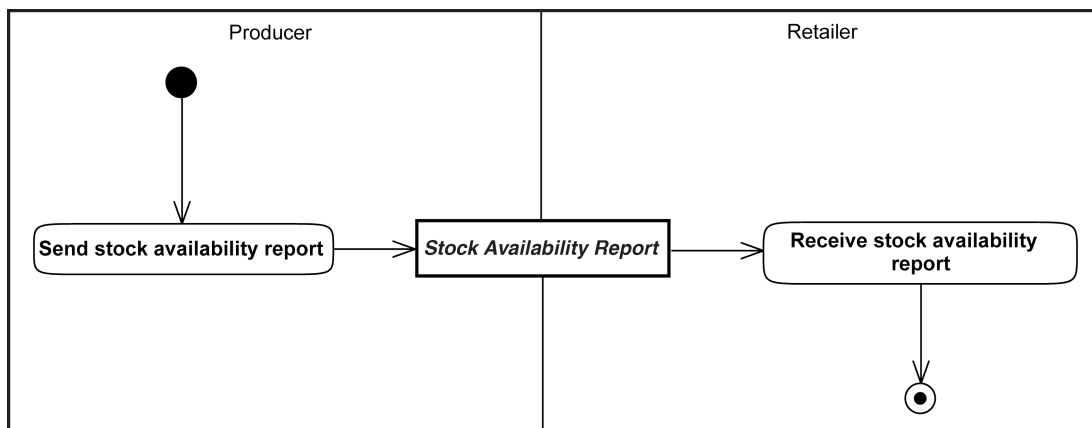 Producer
Retailer
Send stock availability report
Stock Availability Report
Receive stock availability
report